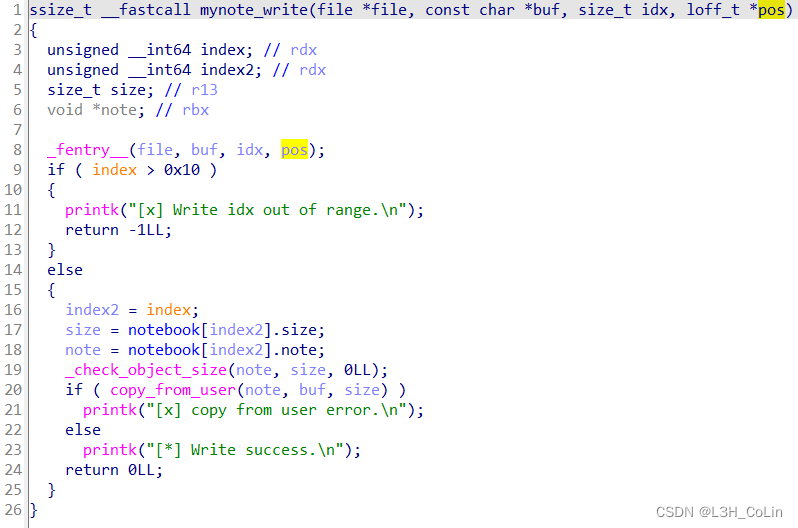 1 ssize_t __fastcall mynote_write(file *file, const char *buf, size_t idx, loff_t *pos)
2 {
3   unsigned __int64 index; // rdx
4   unsigned __int64 index2; // rdx
5   size_t size; // r13
6   void *note; // rbx
7
8   _fentry__(file, buf, idx, pos);
9   if ( index > 0x10 )
10   {
11     printk("[x] Write idx out of range.\n");
12     return -1LL;
13   }
14   else
15   {
16     index2 = index;
17     size = notebook[index2].size;
18     note = notebook[index2].note;
19     _check_object_size(note, size, 0LL);
20     if ( copy_from_user(note, buf, size) )
21       printk("[x] copy from user error.\n");
22     else
23       printk("[*] Write success.\n");
24     return 0LL;
25   }
26 }
CSDN @L3H_CoLin